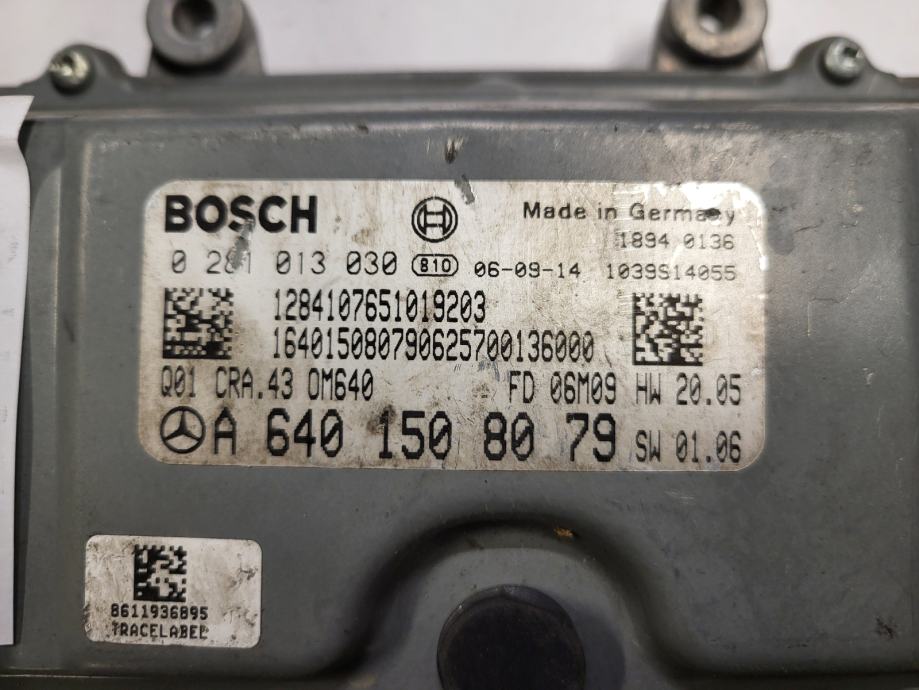 BOSCH Made in Germany
1894 0136
0 281 013 030 810 06-09-14 1039S14055
1284107651019203
164015080790625700136000
Q01 CRA.43 OM640 FD 06M09 HW 20.05
A 640 150 80 79 SW 01.06
8611936895
TRACELABEL